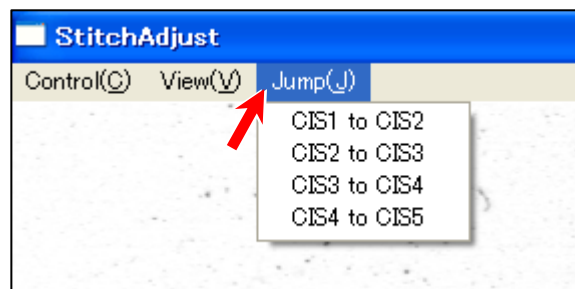 StitchAdjust
Control(C) View(V) Jump(J)
CIS1 to CIS2
CIS2 to CIS3
CIS3 to CIS4
CIS4 to CIS5